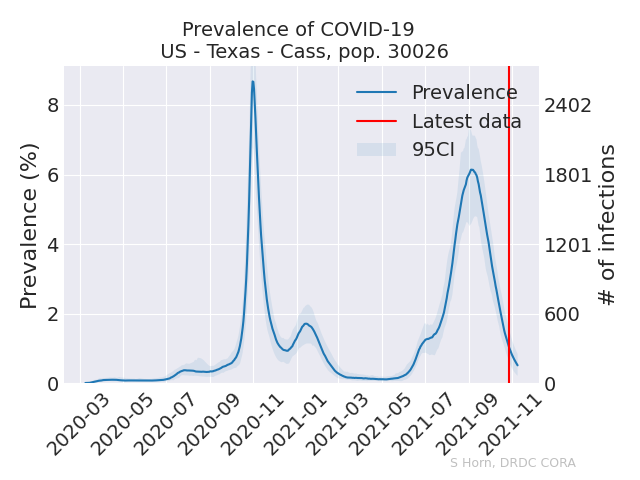 Prevalence of COVID-19
US - Texas - Cass, pop. 30026
Prevalence
Latest data
95CI
Prevalence (%)
8
6
4
2
0
2402
1801
1201
600
0
# of infections
2020-03
2020-05
2020-07
2020-09
2020-11
2021-01
2021-03
2021-05
2021-07
2021-09
2021-11
S Horn, DRDC CORA